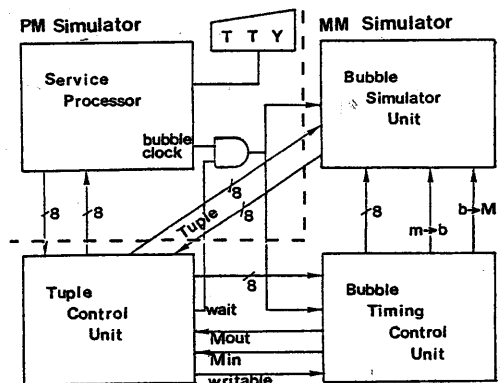 PM Simulator
T T Y
MM Simulator
Service
Processor
Bubble
Simulator
Unit
bubble
clock
8
8
8
8
Tuple
8
m→b
b→M
Tuple
Control
Unit
wait
8
Mout
Min
writable
Bubble
Timing
Control
Unit